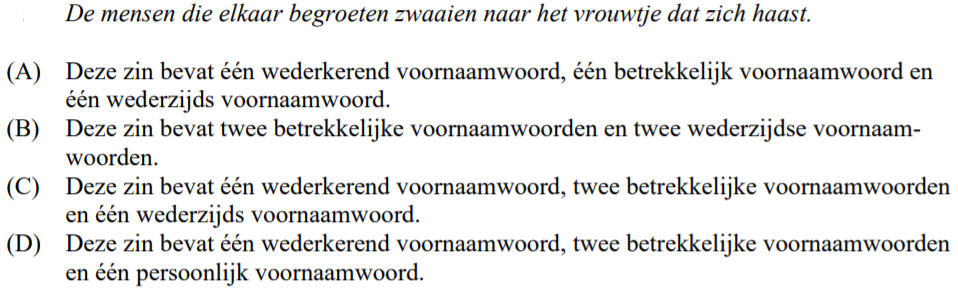 De mensen die elkaar begroeten zwaaien naar het vrouwtje dat zich haast.
(A) Deze zin bevat één wederkerend voornaamwoord, één betrekkelijk voornaamwoord en
één wederzijds voornaamwoord.
(B) Deze zin bevat twee betrekkelijke voornaamwoorden en twee wederzijdse voornaam-
woorden.
(C) Deze zin bevat één wederkerend voornaamwoord, twee betrekkelijke voornaamwoorden
en één wederzijds voornaamwoord.
(D) Deze zin bevat één wederkerend voornaamwoord, twee betrekkelijke voornaamwoorden
en één persoonlijk voornaamwoord.